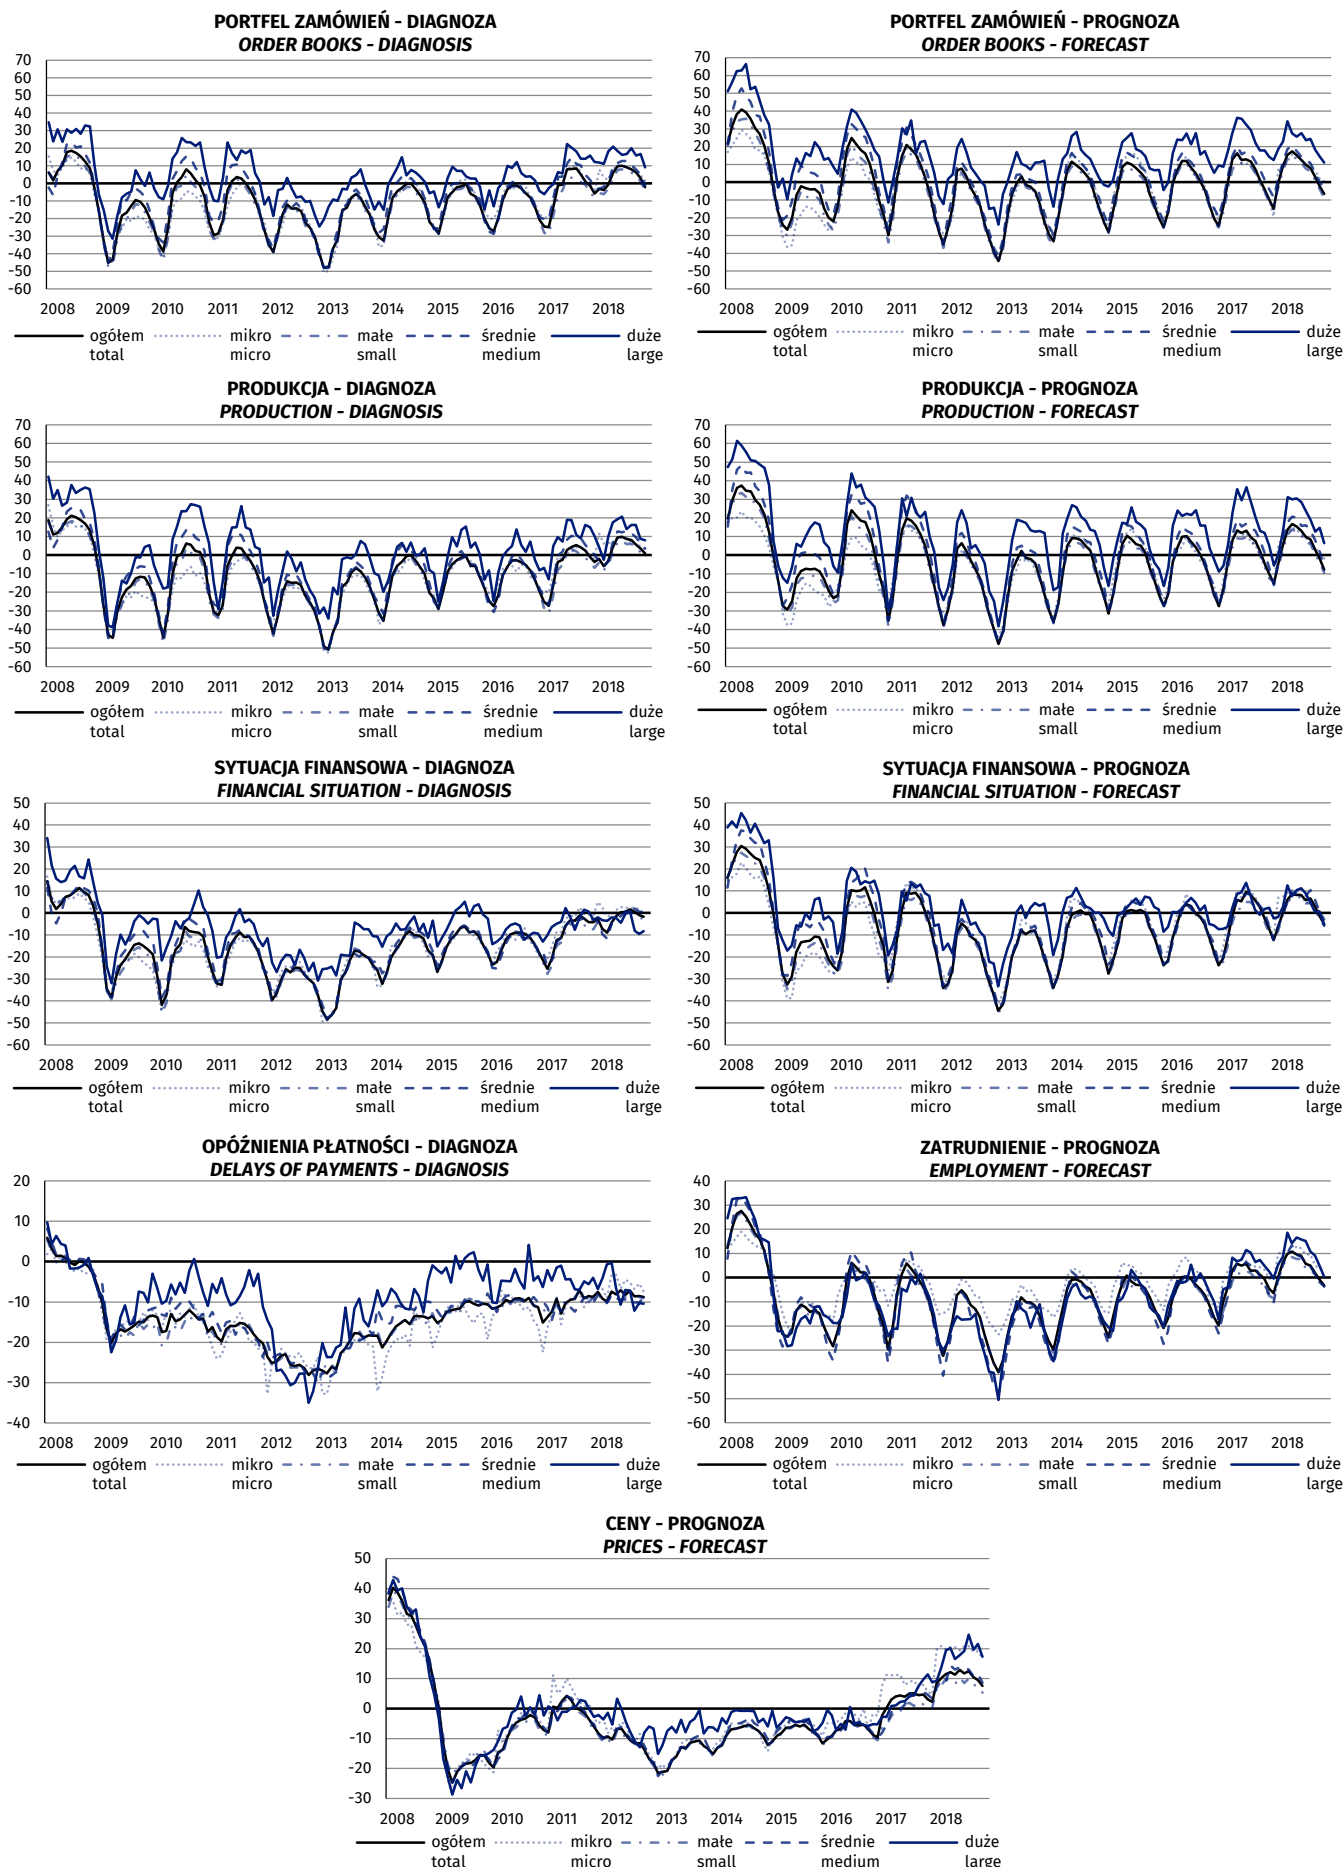 PORTFEL ZAMÓWIEŃ - DIAGNOZA
ORDER BOOKS - DIAGNOSIS
70
60
50
40
30
20
10
0
-10
-20
-30
-40
-50
-60
2008 2009 2010 2011 2012 2013 2014 2015 2016 2017 2018
ogółem mikro małe średnie duże
total micro small medium large
PORTFEL ZAMÓWIEŃ - PROGNOZA
ORDER BOOKS - FORECAST
70
60
50
40
30
20
10
0
-10
-20
-30
-40
-50
-60
2008 2009 2010 2011 2012 2013 2014 2015 2016 2017 2018
ogółem mikro małe średnie duże
total micro small medium large
PRODUKCJA - DIAGNOZA
PRODUCTION - DIAGNOSIS
70
60
50
40
30
20
10
0
-10
-20
-30
-40
-50
-60
2008 2009 2010 2011 2012 2013 2014 2015 2016 2017 2018
ogółem mikro małe średnie duże
total micro small medium large
PRODUKCJA - PROGNOZA
PRODUCTION - FORECAST
70
60
50
40
30
20
10
0
-10
-20
-30
-40
-50
-60
2008 2009 2010 2011 2012 2013 2014 2015 2016 2017 2018
ogółem mikro małe średnie duże
total micro small medium large
SYTUACJA FINANSOWA - DIAGNOZA
FINANCIAL SITUATION - DIAGNOSIS
50
40
30
20
10
0
-10
-20
-30
-40
-50
-60
2008 2009 2010 2011 2012 2013 2014 2015 2016 2017 2018
ogółem mikro małe średnie duże
total micro small medium large
SYTUACJA FINANSOWA - PROGNOZA
FINANCIAL SITUATION - FORECAST
50
40
30
20
10
0
-10
-20
-30
-40
-50
-60
2008 2009 2010 2011 2012 2013 2014 2015 2016 2017 2018
ogółem mikro małe średnie duże
total micro small medium large
OPÓŹNIENIA PŁATNOŚCI - DIAGNOZA
DELAYS OF PAYMENTS - DIAGNOSIS
20
10
0
-10
-20
-30
-40
2008 2009 2010 2011 2012 2013 2014 2015 2016 2017 2018
ogółem mikro małe średnie duże
total micro small medium large
ZATRUDNIENIE - PROGNOZA
EMPLOYMENT - FORECAST
40
30
20
10
0
-10
-20
-30
-40
-50
-60
2008 2009 2010 2011 2012 2013 2014 2015 2016 2017 2018
ogółem mikro małe średnie duże
total micro small medium large
CENY - PROGNOZA
PRICES - FORECAST
50
40
30
20
10
0
-10
-20
-30
2008 2009 2010 2011 2012 2013 2014 2015 2016 2017 2018
ogółem mikro małe średnie duże
total micro small medium large